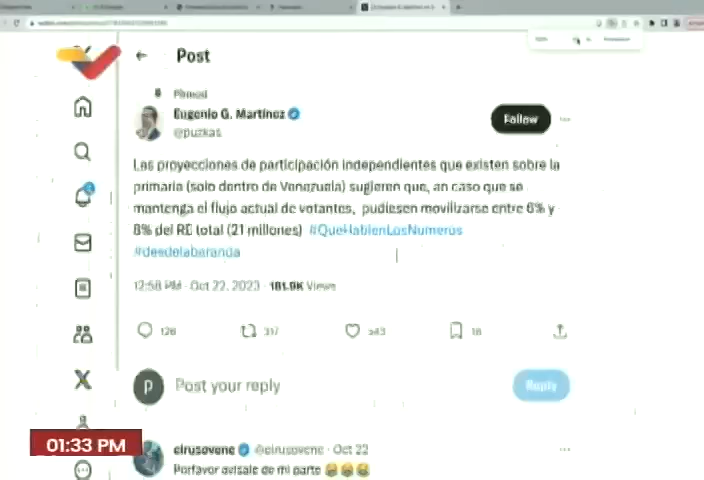 Post
Pinned
Eugenio G. Martínez
@puzkas
Follow
Las proyecciones de participación independientes que existen sobre la
primaria (solo dentro de Venezuela) sugieren que, en caso que se
mantenga el flujo actual de votantes, pudiesen movilizarse entre 6% y
8% del RE total (21 millones) #QueHablenLosNumeros
#desdelabaranda
12:58 PM · Oct 22, 2023 · 181.9K Views
126
317
18
P
Post your reply
Reply
01:33 PM
elrusovene @elrusovene · Oct 22
Porfavor avisale de mi parte